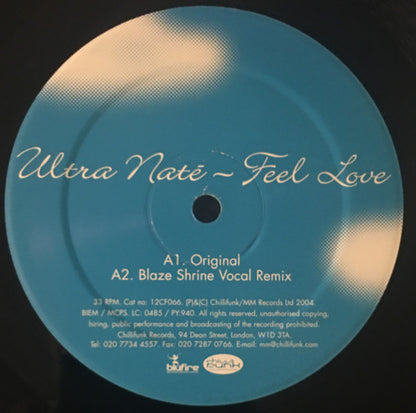 Ultra Naté ~ Feel Love
A1. Original
A2. Blaze Shrine Vocal Remix
33 RPM. Cat no: 12CF066. (P)&(C) Chillifunk/MM Records Ltd 2004.
BIEM / MCPS. LC: 0485 / PY:940. All rights reserved, unauthorised copying,
hiring, public performance and broadcasting of the recording prohibited.
Chillifunk Records, 94 Dean Street, London, W1D 3TA.
Tel: 020 7734 4557. Fax: 020 7287 0766. E-mail: mm@chillifunk.com
blufire